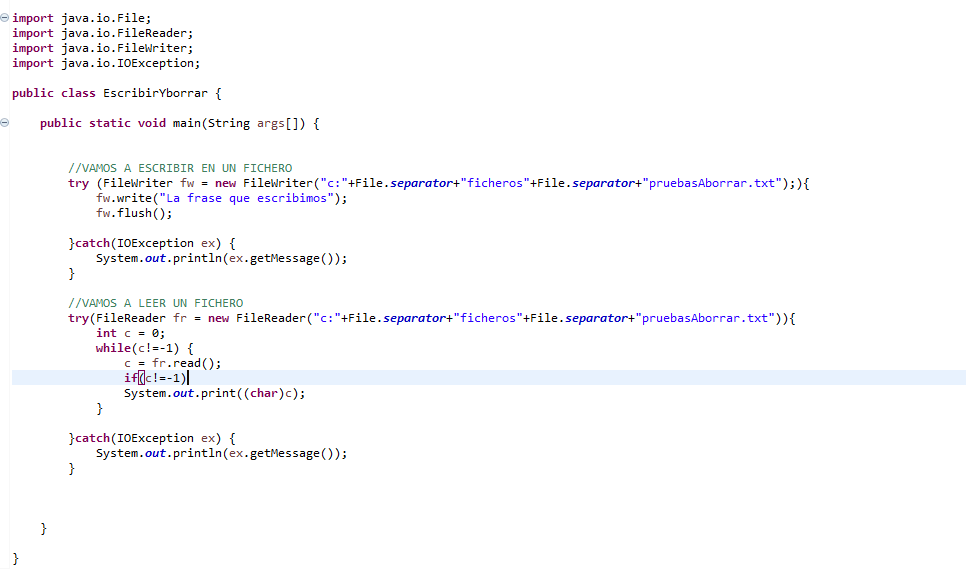 import java.io.File;
import java.io.FileReader;
import java.io.FileWriter;
import java.io.IOException;
public class EscribirYborrar {
public static void main(String args[]) {
//VAMOS A ESCRIBIR EN UN FICHERO
try (FileWriter fw = new FileWriter("c:"+File.separator+"ficheros"+File.separator+"pruebasAborrar.txt");){
fw.write("La frase que escribimos");
fw.flush();
}catch(IOException ex) {
System.out.println(ex.getMessage());
}
//VAMOS A LEER UN FICHERO
try(FileReader fr = new FileReader("c:"+File.separator+"ficheros"+File.separator+"pruebasAborrar.txt")){
int c = 0;
while(c!=-1) {
c = fr.read();
if(c!=-1)
System.out.print((char)c);
}
}catch(IOException ex) {
System.out.println(ex.getMessage());
}
}
}